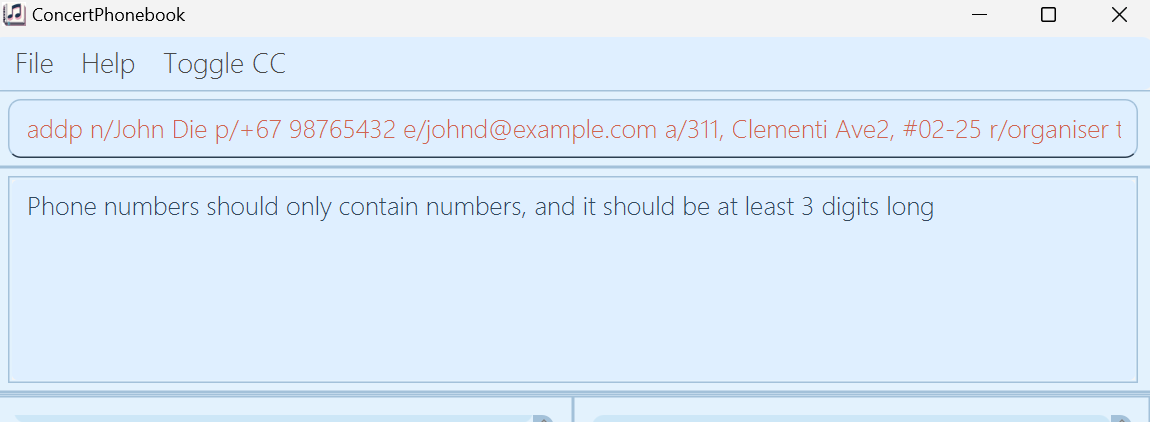 ConcertPhonebook
File Help Toggle CC
addp n/John Die p/+67 98765432 e/johnd@example.com a/311, Clementi Ave2, #02-25 r/organiser t
Phone numbers should only contain numbers, and it should be at least 3 digits long